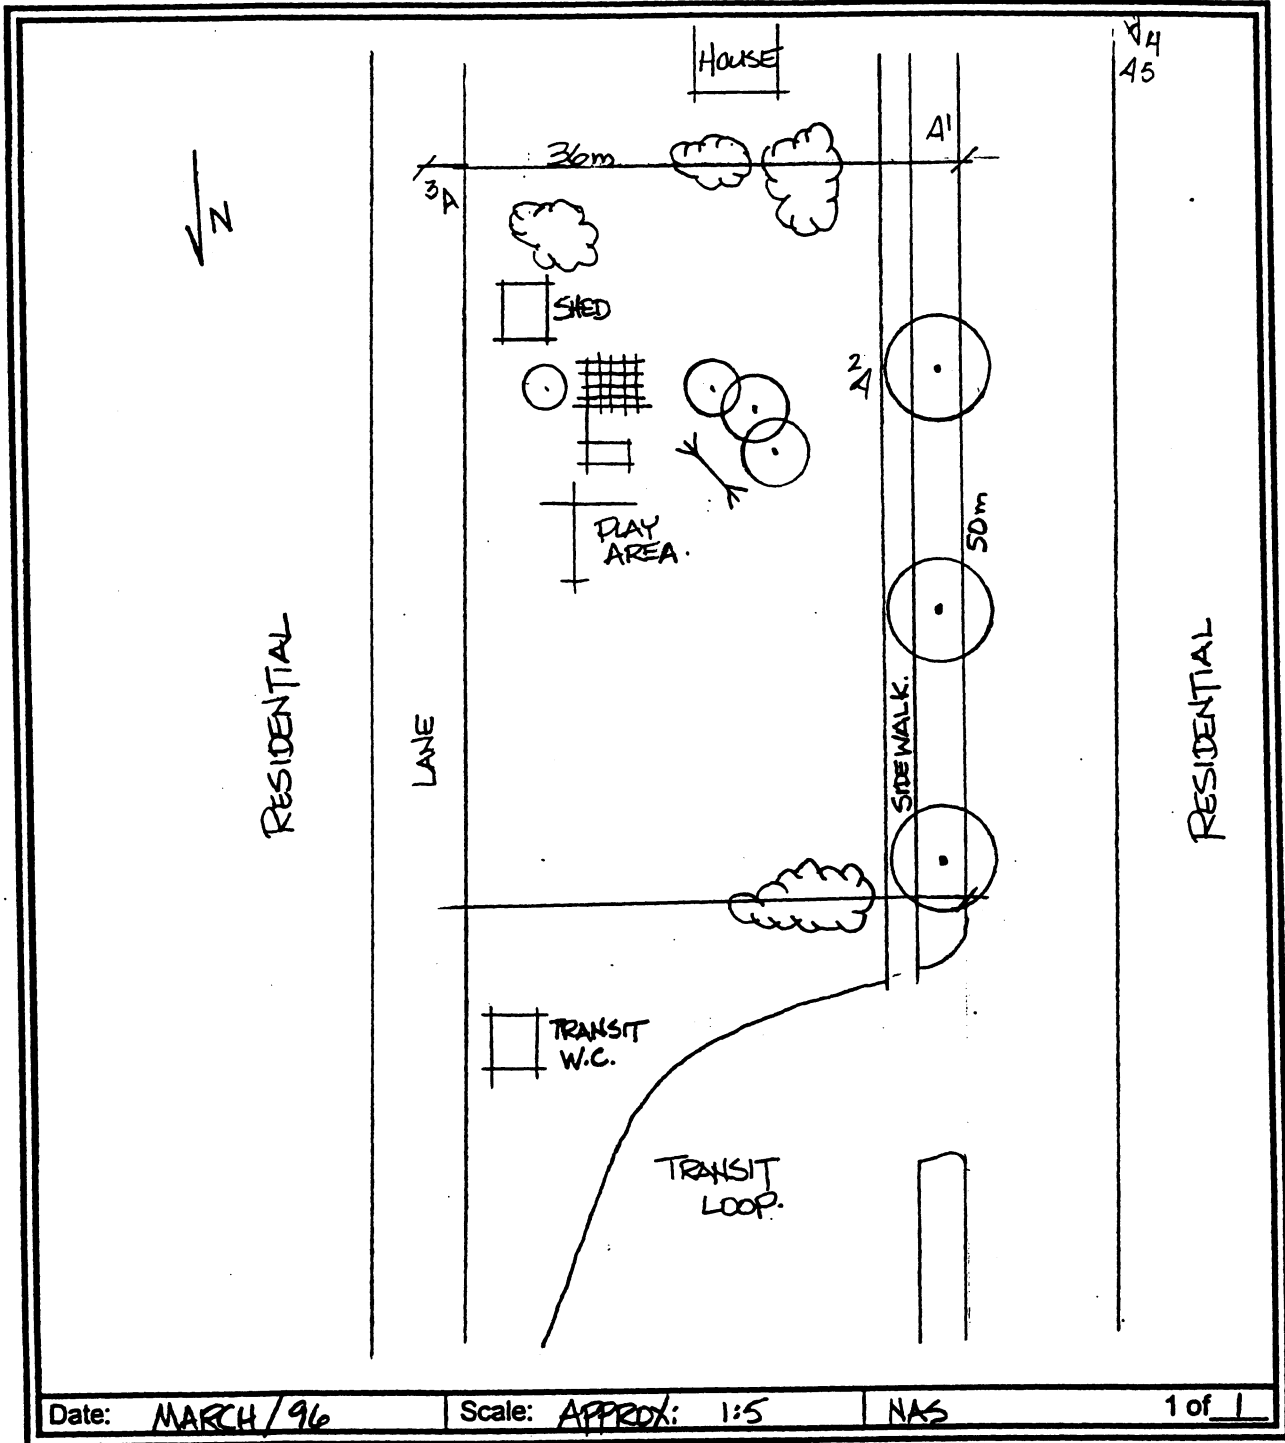 HOUSE
4
A5
A1
36m
3A
N
SHED
2A
50m
PLAY
AREA.
RESIDENTIAL
LANE
SIDEWALK.
RESIDENTIAL
TRANSIT
W.C.
TRANSIT
LOOP.
Date: MARCH/96
Scale: APPROX: 1:5
NAS
1 of 1